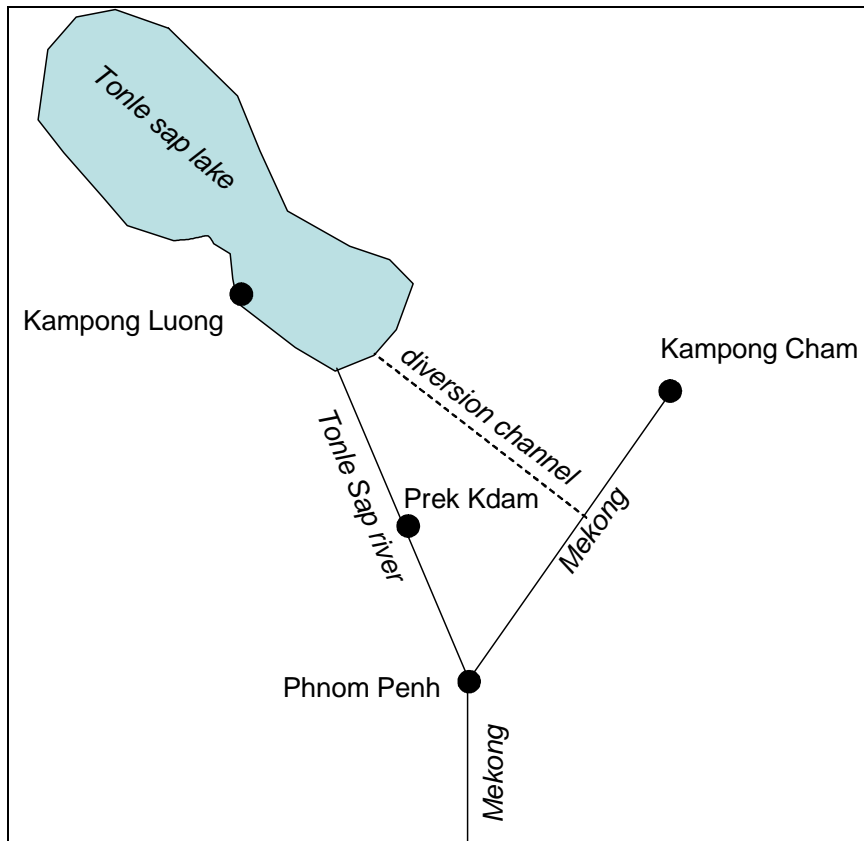 Tonle sap lake
Kampong Luong
Kampong Cham
diversion channel
Tonle Sap river
Prek Kdam
Mekong
Phnom Penh
Mekong